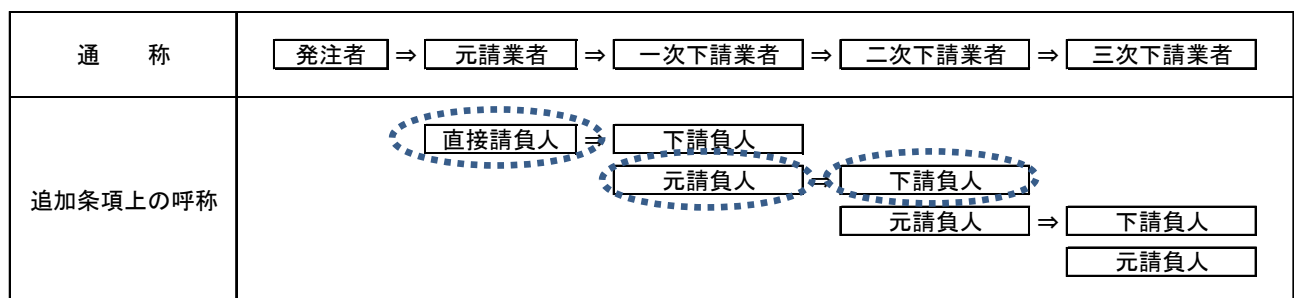 通　　称
発注者 ⇒ 元請業者 ⇒ 一次下請業者 ⇒ 二次下請業者 ⇒ 三次下請業者
追加条項上の呼称
直接請負人 ⇒ 下請負人
元請負人 ⇒ 下請負人
元請負人 ⇒ 下請負人
元請負人